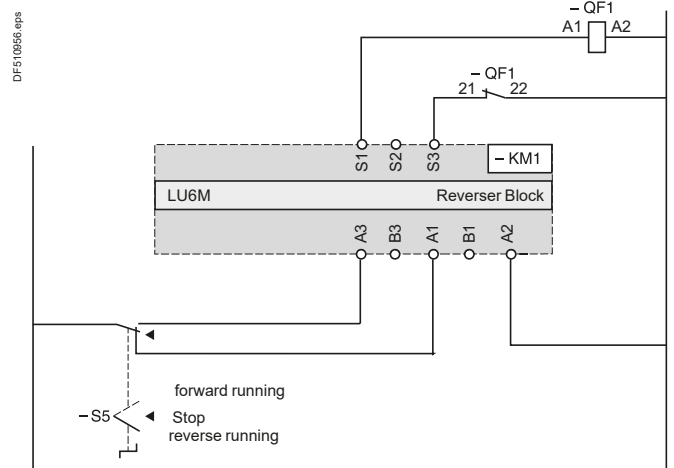 DF510956.eps
– QF1
A1 A2
– QF1
21 22
S1 S2 S3
– KM1
LU6M Reverser Block
A3 B3 A1 B1 A2 –
forward running
– S5 Stop
reverse running